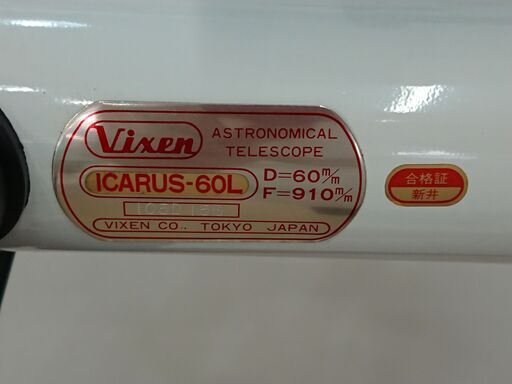 Vixen
ASTRONOMICAL
TELESCOPE
ICARUS-60L
D=60m/m
F=910m/m
VIXEN CO., TOKYO JAPAN
合格証
新井